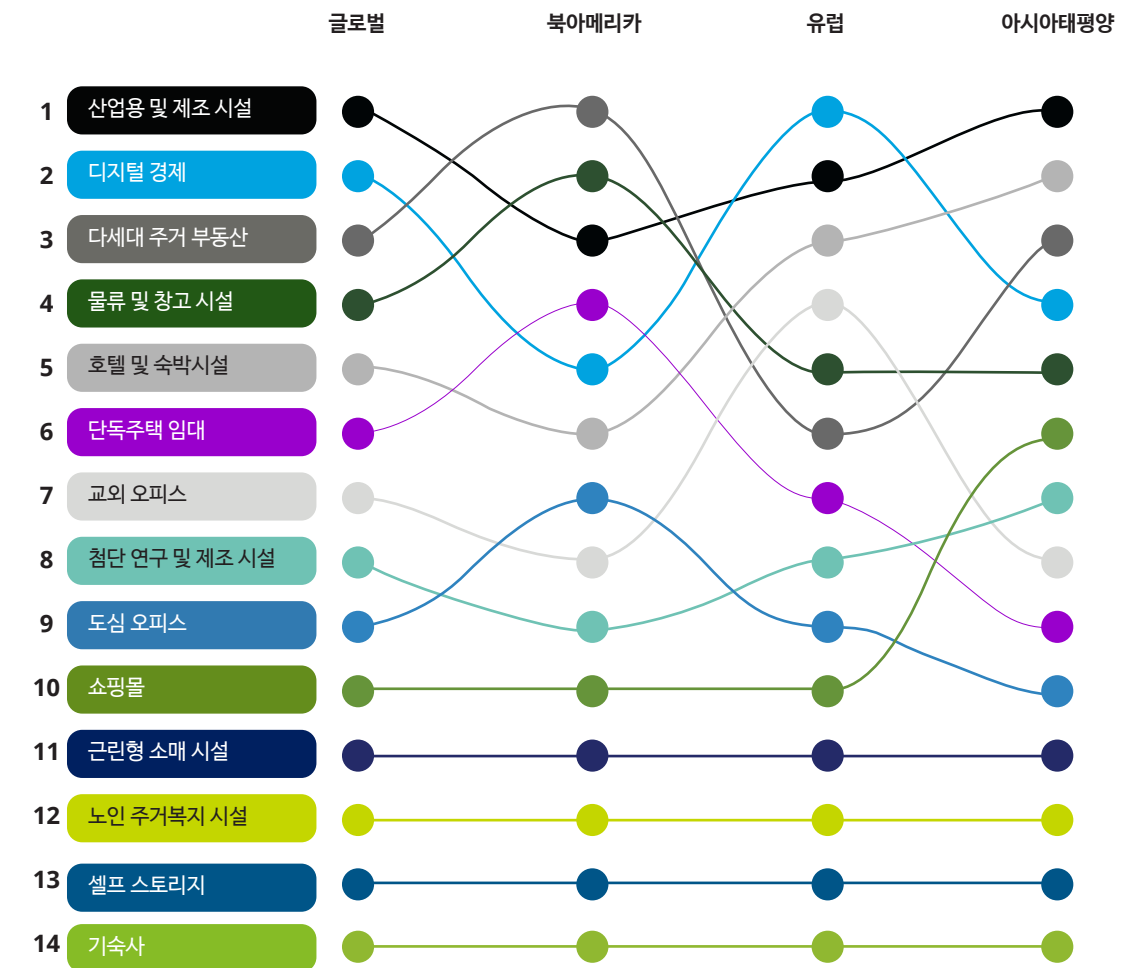 글로벌 북아메리카 유럽 아시아태평양
1 산업용 및 제조 시설
2 디지털 경제
3 다세대 주거 부동산
4 물류 및 창고 시설
5 호텔 및 숙박시설
6 단독주택 임대
7 교외 오피스
8 첨단 연구 및 제조 시설
9 도심 오피스
10 쇼핑몰
11 근린형 소매 시설
12 노인 주거복지 시설
13 셀프 스토리지
14 기숙사